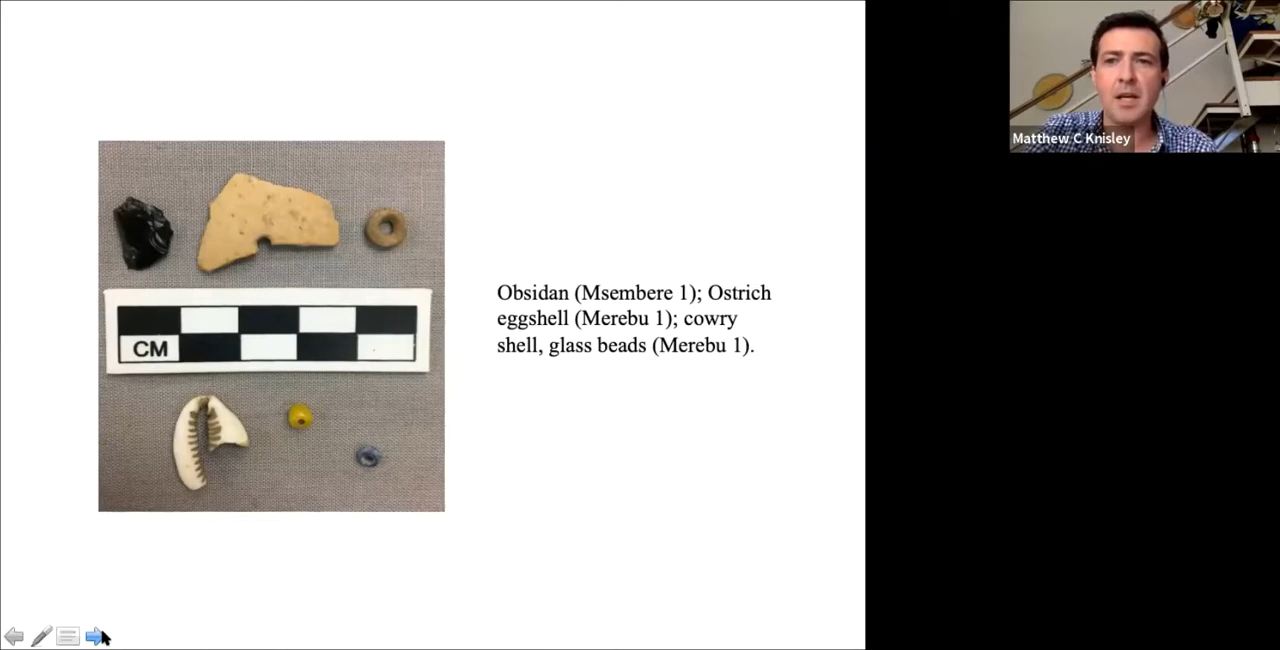 CM
Obsidan (Msembere 1); Ostrich
eggshell (Merebu 1); cowry
shell, glass beads (Merebu 1).
Matthew C Knisley